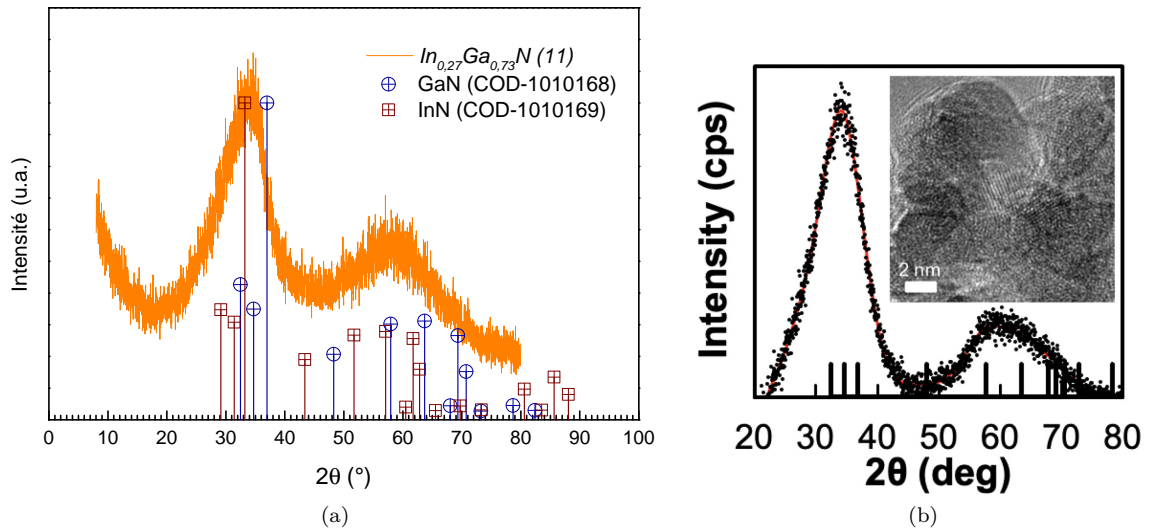 Intensité (u.a.)
In0,27Ga0,73N (11)
GaN (COD-1010168)
InN (COD-1010169)
0 10 20 30 40 50 60 70 80 90 100
2θ (°)
(a)
Intensity (cps)
2 nm
20 30 40 50 60 70 80
2θ (deg)
(b)